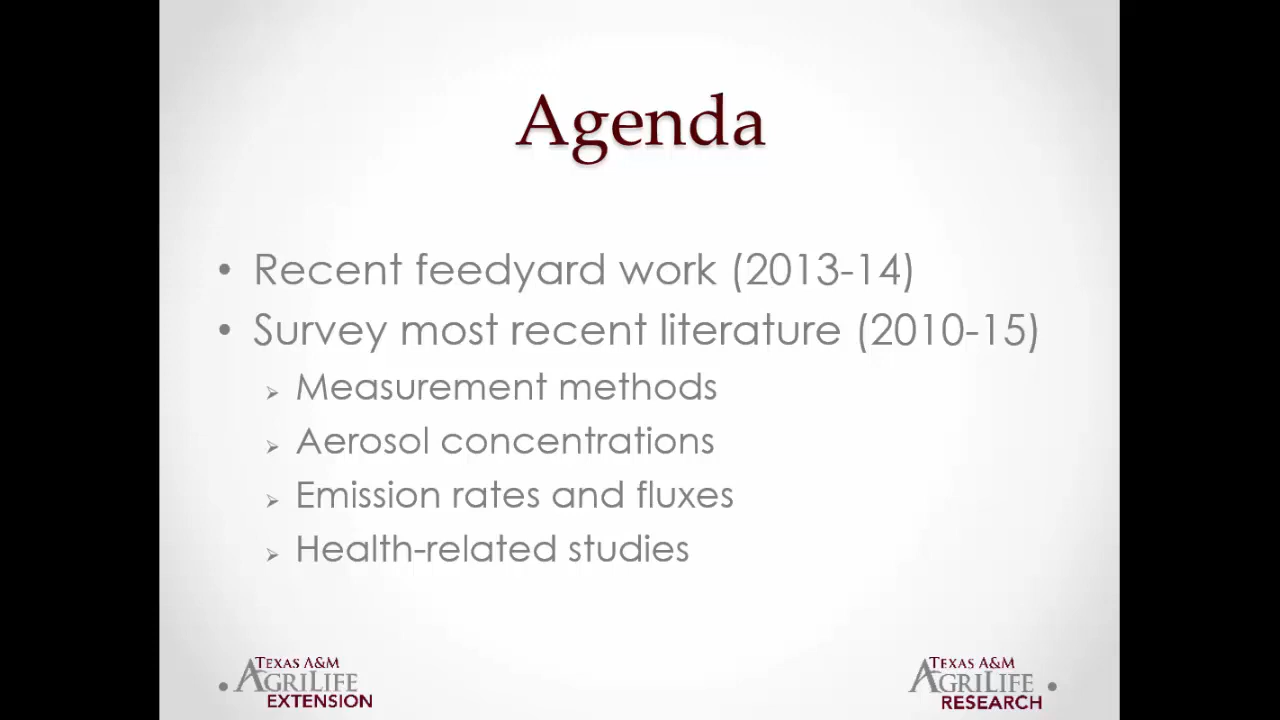 Agenda
• Recent feedyard work (2013-14)
• Survey most recent literature (2010-15)
➢ Measurement methods
➢ Aerosol concentrations
➢ Emission rates and fluxes
➢ Health-related studies
TEXAS A&M
AGRILIFE
EXTENSION
TEXAS A&M
AGRILIFE
RESEARCH